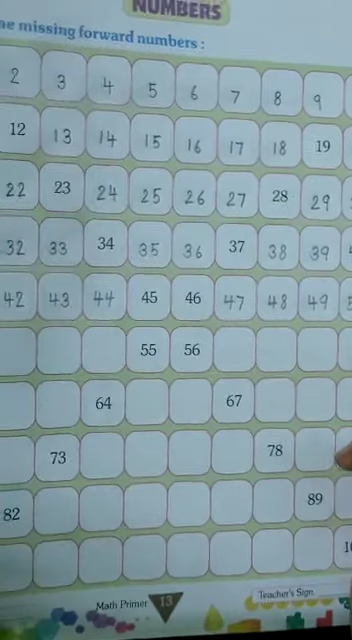 NUMBERS
missing forward numbers :
2 3 4 5 6 7 8 9
12 13 14 15 16 17 18 19
22 23 24 25 26 27 28 29
32 33 34 35 36 37 38 39
42 43 44 45 46 47 48 49
55 56
64 67
73 78
82 89
Math Primer 13 Teacher's Sign